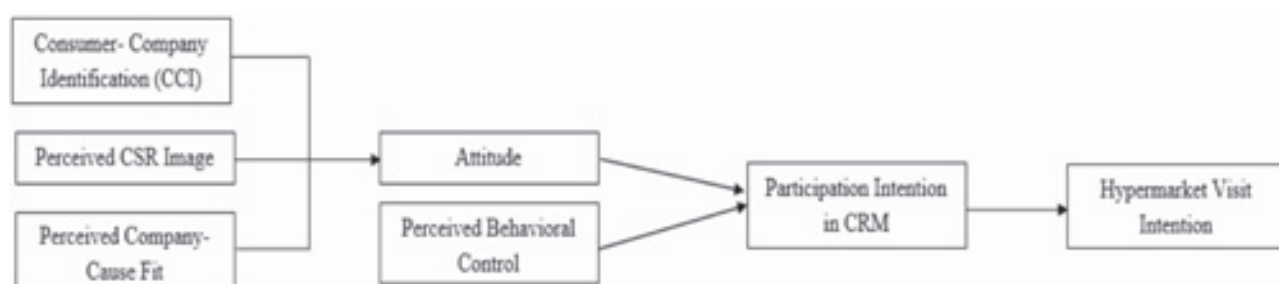 Consumer- Company
Identification (CCI)
Perceived CSR Image
Perceived Company-
Cause Fit
Attitude
Perceived Behavioral
Control
Participation Intention
in CRM
Hypermarket Visit
Intention